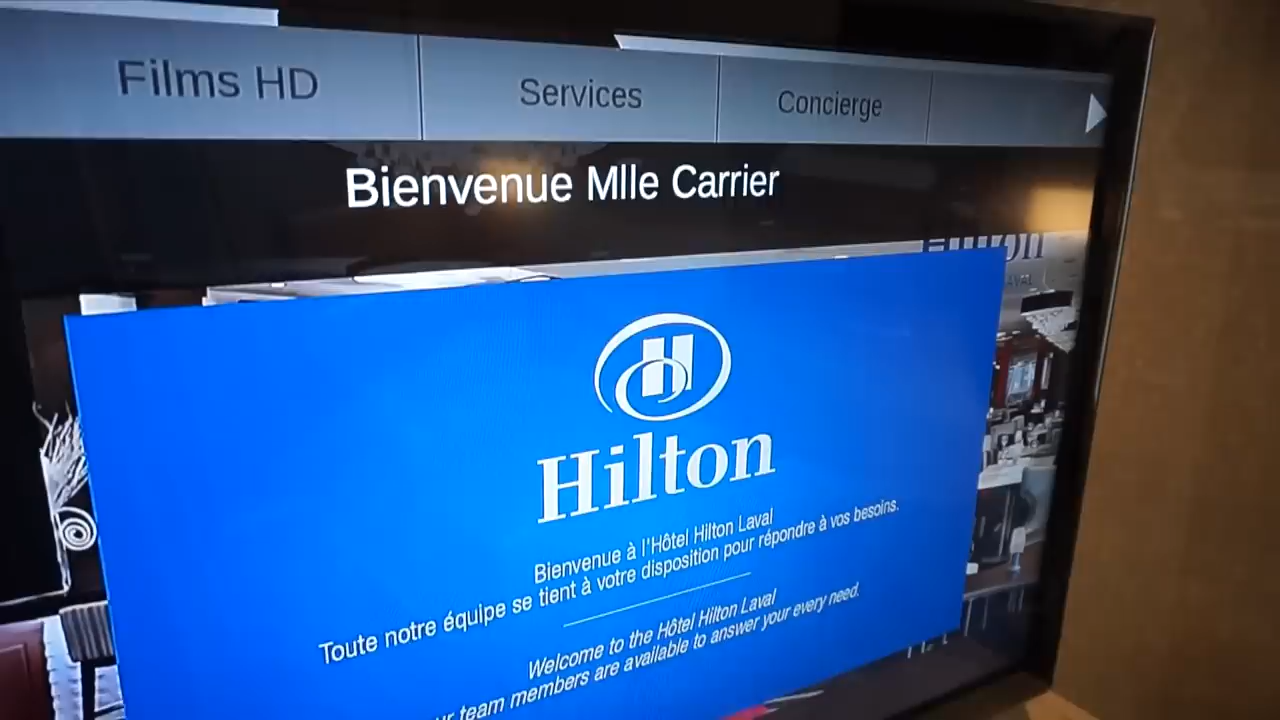 Films HD
Services
Concierge
Bienvenue Mlle Carrier
Hilton
Hilton
Bienvenue à l'Hôtel Hilton Laval
Toute notre équipe se tient à votre disposition pour répondre à vos besoins.
Welcome to the Hôtel Hilton Laval
team members are available to answer your every need.